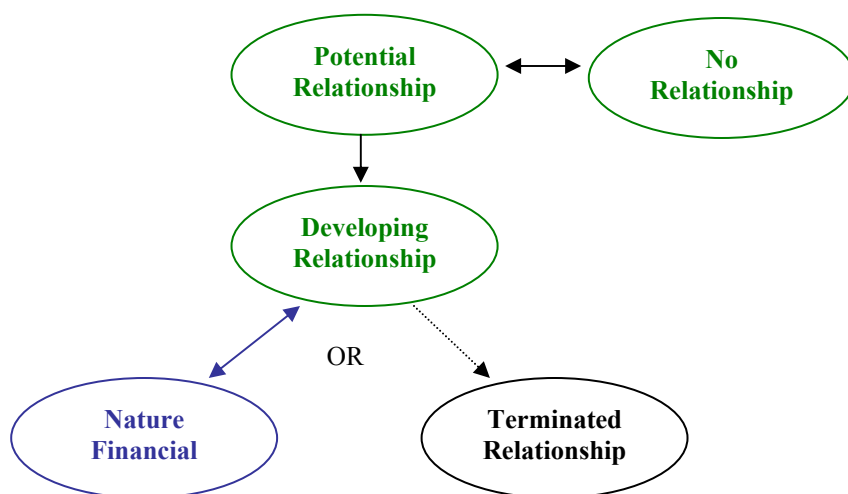 Potential
Relationship
No
Relationship
Developing
Relationship
OR
Nature
Financial
Terminated
Relationship